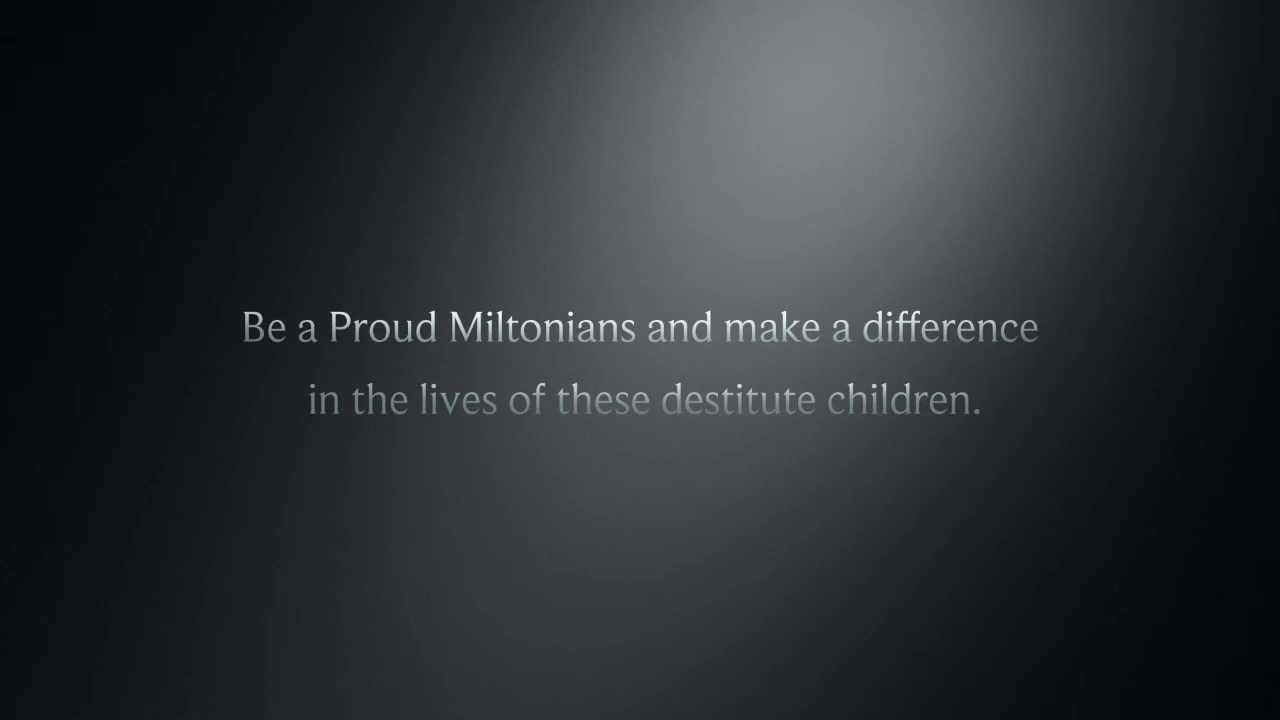 Be a Proud Miltonians and make a difference
in the lives of these destitute children.